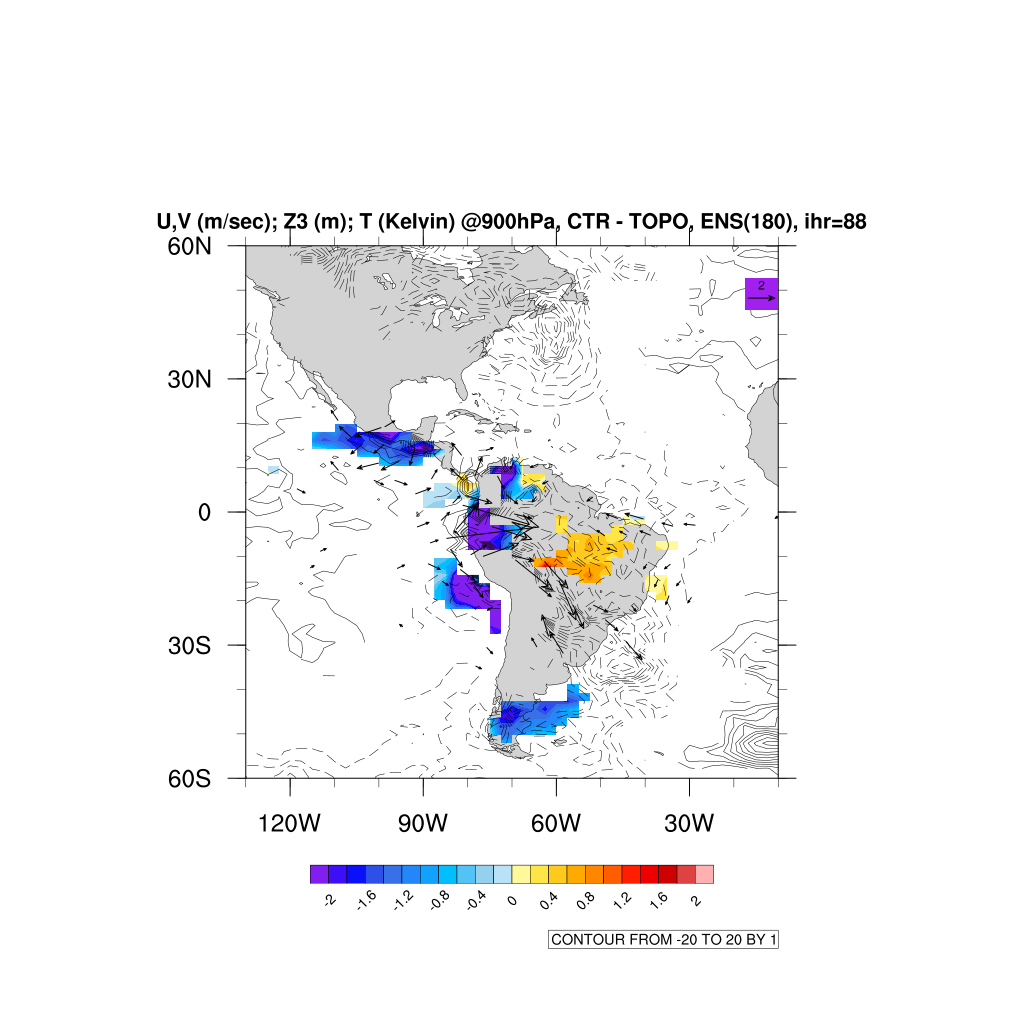 U,V (m/sec); Z3 (m); T (Kelvin) @900hPa, CTR - TOPO, ENS(180), ihr=88
60N
2
30N
0
30S
60S
120W 90W 60W 30W
-2 -1.6 -1.2 -0.8 -0.4 0 0.4 0.8 1.2 1.6 2
CONTOUR FROM -20 TO 20 BY 1